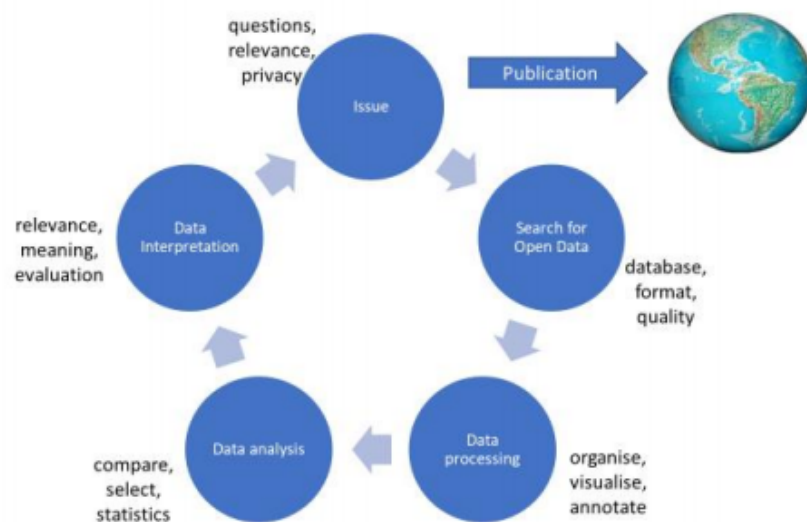 questions,
relevance,
privacy
Issue
Publication
Search for
Open Data
database,
format,
quality
Data
processing
organise,
visualise,
annotate
Data analysis
compare,
select,
statistics
Data
Interpretation
relevance,
meaning,
evaluation